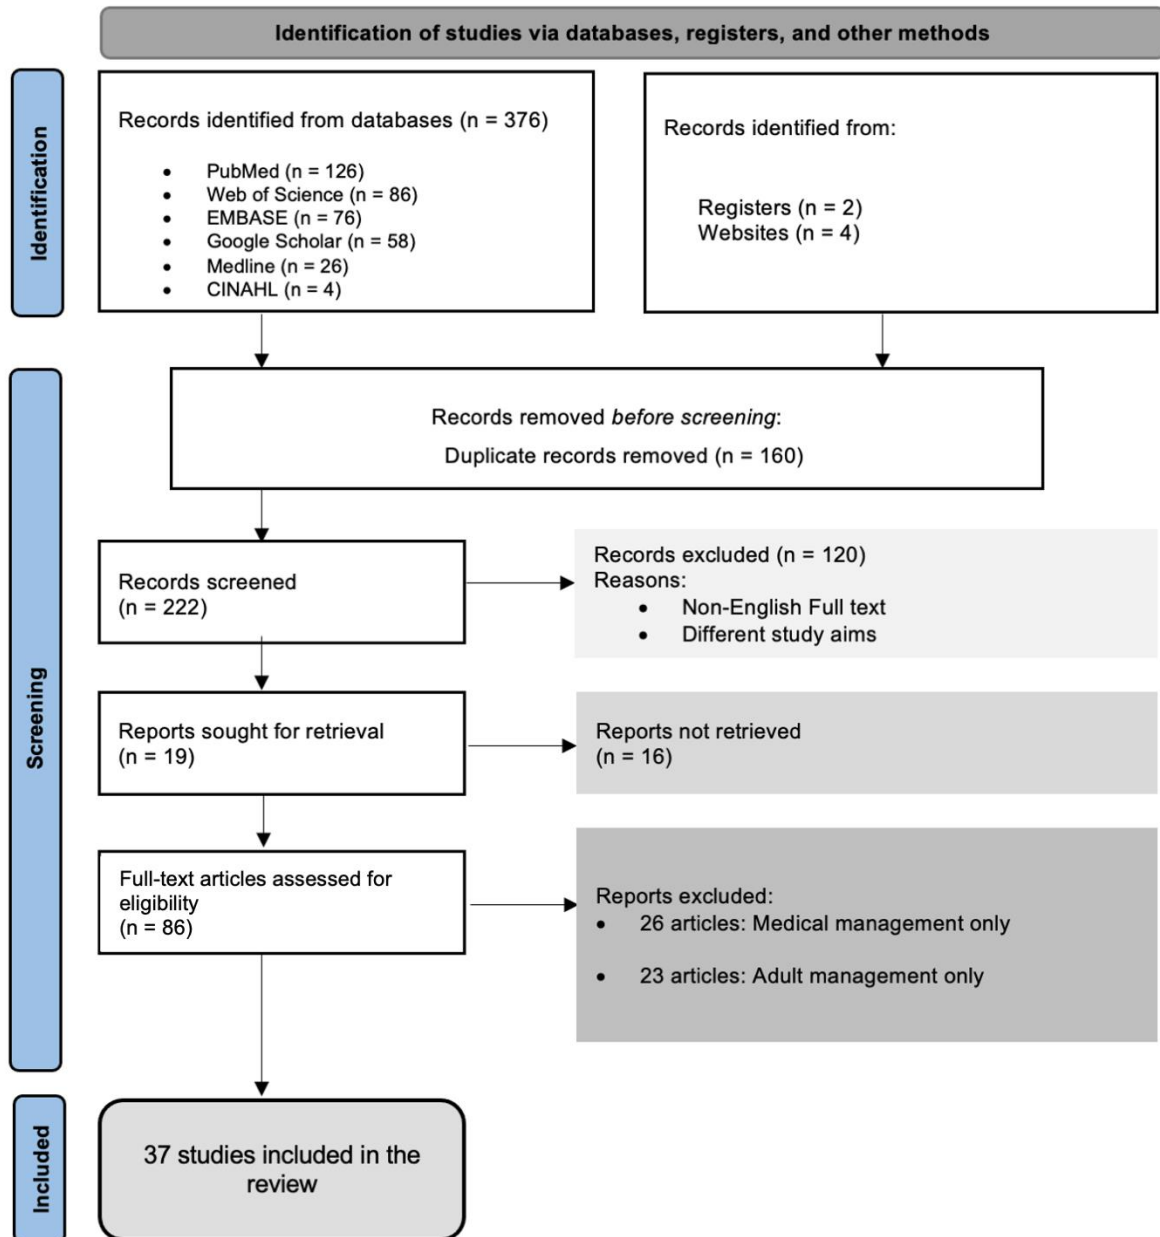 Identification of studies via databases, registers, and other methods
Identification
Records identified from databases (n = 376)
• PubMed (n = 126)
• Web of Science (n = 86)
• EMBASE (n = 76)
• Google Scholar (n = 58)
• Medline (n = 26)
• CINAHL (n = 4)
Records identified from:
Registers (n = 2)
Websites (n = 4)
Screening
Records removed before screening:
Duplicate records removed (n = 160)
Records screened
(n = 222)
Records excluded (n = 120)
Reasons:
• Non-English Full text
• Different study aims
Reports sought for retrieval
(n = 19)
Reports not retrieved
(n = 16)
Full-text articles assessed for
eligibility
(n = 86)
Reports excluded:
• 26 articles: Medical management only
• 23 articles: Adult management only
Included
37 studies included in the
review